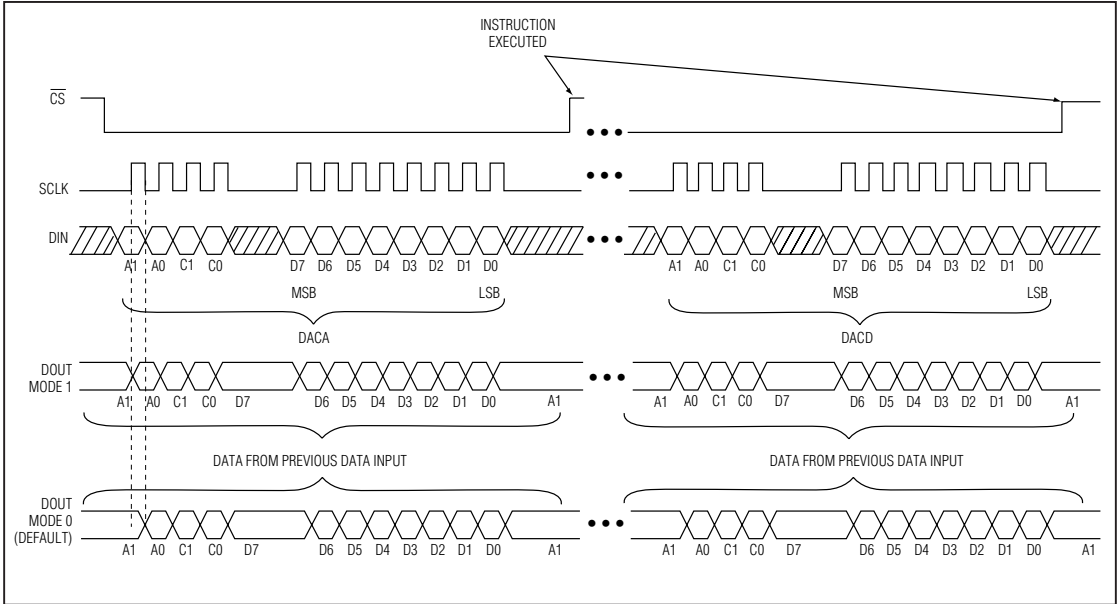 INSTRUCTION
EXECUTED
CS
SCLK
DIN
A1 A0 C1 C0 D7 D6 D5 D4 D3 D2 D1 D0 A1 A0 C1 C0 D7 D6 D5 D4 D3 D2 D1 D0
MSB LSB MSB LSB
DACA DACD
DOUT
MODE 1
A1 A0 C1 C0 D7 D6 D5 D4 D3 D2 D1 D0 A1 A1 A0 C1 C0 D7 D6 D5 D4 D3 D2 D1 D0 A1
DATA FROM PREVIOUS DATA INPUT DATA FROM PREVIOUS DATA INPUT
DOUT
MODE 0
(DEFAULT)
A1 A0 C1 C0 D7 D6 D5 D4 D3 D2 D1 D0 A1 A1 A0 C1 C0 D7 D6 D5 D4 D3 D2 D1 D0 A1